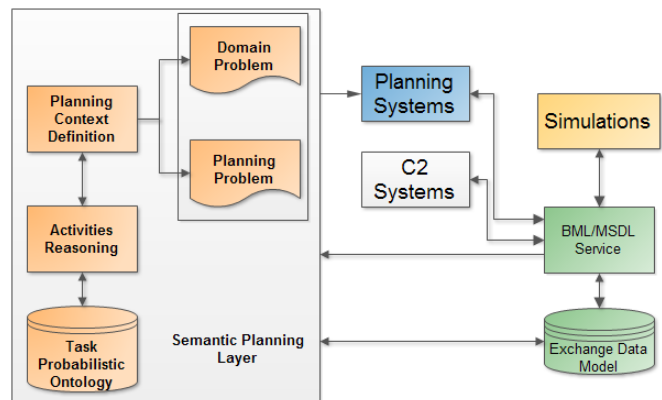 Domain
Problem
Planning
Context
Definition
Planning
Problem
Planning
Systems
Simulations
C2
Systems
Activities
Reasoning
BML/MSDL
Service
Task
Probabilistic
Ontology
Semantic Planning
Layer
Exchange Data
Model